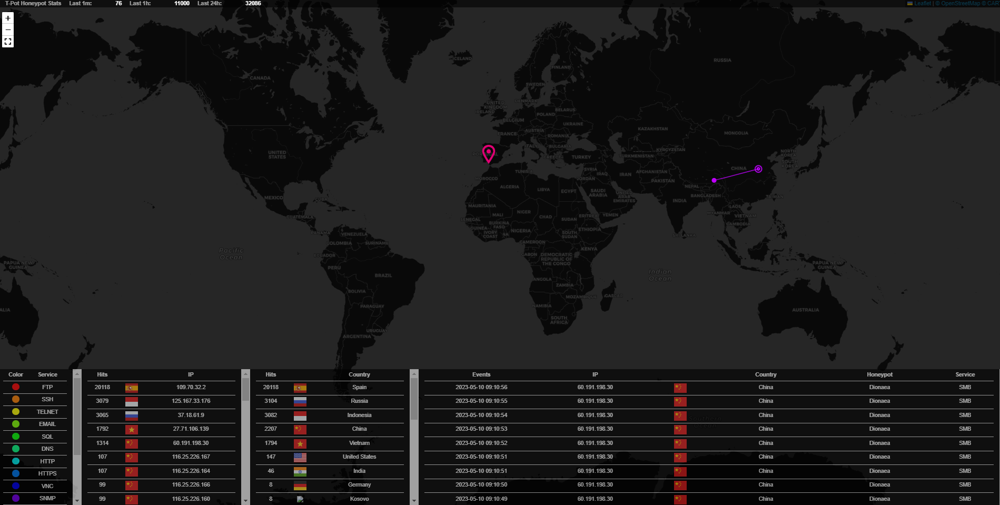 T-Pot Honeypot Stats Last 1m: 76 Last 1h: 11000 Last 24h: 32086
Leaflet | © OpenStreetMap © CAR
+
−
ICELAND
RUSSIA
FINLAND
CANADA
SWEDEN
DENMARK
UNITED KINGDOM
IRELAND
BELARUS
POLAND
BELGIUM
UKRAINE
KAZAKHSTAN
AUSTRIA
MONGOLIA
FRANCE
ROMANIA
ITALY
BULGARIA
KYRGYZSTAN
UNITED STATES
NORTH KOREA
TURKMENISTAN
GREECE
TURKEY
SOUTH KOREA
CHINA
TUNISIA
SYRIA
AFGHANISTAN
IRAQ
IRAN
MOROCCO
JORDAN
PAKISTAN
ALGERIA
NEPAL
LIBYA
EGYPT
SAUDI ARABIA
UNITED ARAB EMIRATES
BANGLADESH
TAIWAN
MEXICO
CUBA
INDIA
MAURITANIA
LAOS
NIGER
MYANMAR
MALI
CHAD
ERITREA
YEMEN
VIETNAM
GUATEMALA
SENEGAL
SUDAN
BURKINA FASO
CAMBODIA
GUINEA
NIGERIA
ETHIOPIA
PANAMA
VENEZUELA
IVORY COAST
NA
SOUTH SUDAN
SRI LANKA
COLOMBIA
SURINAME
CAMEROON
KENYA
Pacific Ocean
ECUADOR
GABON
DEMOCRATIC REPUBLIC OF THE CONGO
PAPUA NEW GUINEA
PAPUA NEW GUINEA
PERU
BRAZIL
Indian Ocean
ANGOLA
ZAMBIA
BOLIVIA
MOZAMBIQUE
GASCAR
PARAGUAY
NAMIBIA
ALIA
AUSTRALIA
SOUTH AFRICA
URUGUAY
ARGENTINA
Southern Ocean
Color Service
FTP
SSH
TELNET
EMAIL
SQL
DNS
HTTP
HTTPS
VNC
SNMP
Hits IP
20118 109.70.32.2
3079 125.167.33.176
3065 37.18.61.9
1792 27.71.106.139
1314 60.191.198.30
107 116.25.226.167
107 116.25.226.164
99 116.25.226.166
99 116.25.226.160
Hits Country
20118 Spain
3104 Russia
3082 Indonesia
2207 China
1794 Vietnam
147 United States
46 India
8 Germany
8 Kosovo
Events IP Country Honeypot Service
2023-05-10 09:10:56 60.191.198.30 China Dionaea SMB
2023-05-10 09:10:55 60.191.198.30 China Dionaea SMB
2023-05-10 09:10:54 60.191.198.30 China Dionaea SMB
2023-05-10 09:10:53 60.191.198.30 China Dionaea SMB
2023-05-10 09:10:52 60.191.198.30 China Dionaea SMB
2023-05-10 09:10:51 60.191.198.30 China Dionaea SMB
2023-05-10 09:10:51 60.191.198.30 China Dionaea SMB
2023-05-10 09:10:50 60.191.198.30 China Dionaea SMB
2023-05-10 09:10:49 60.191.198.30 China Dionaea SMB